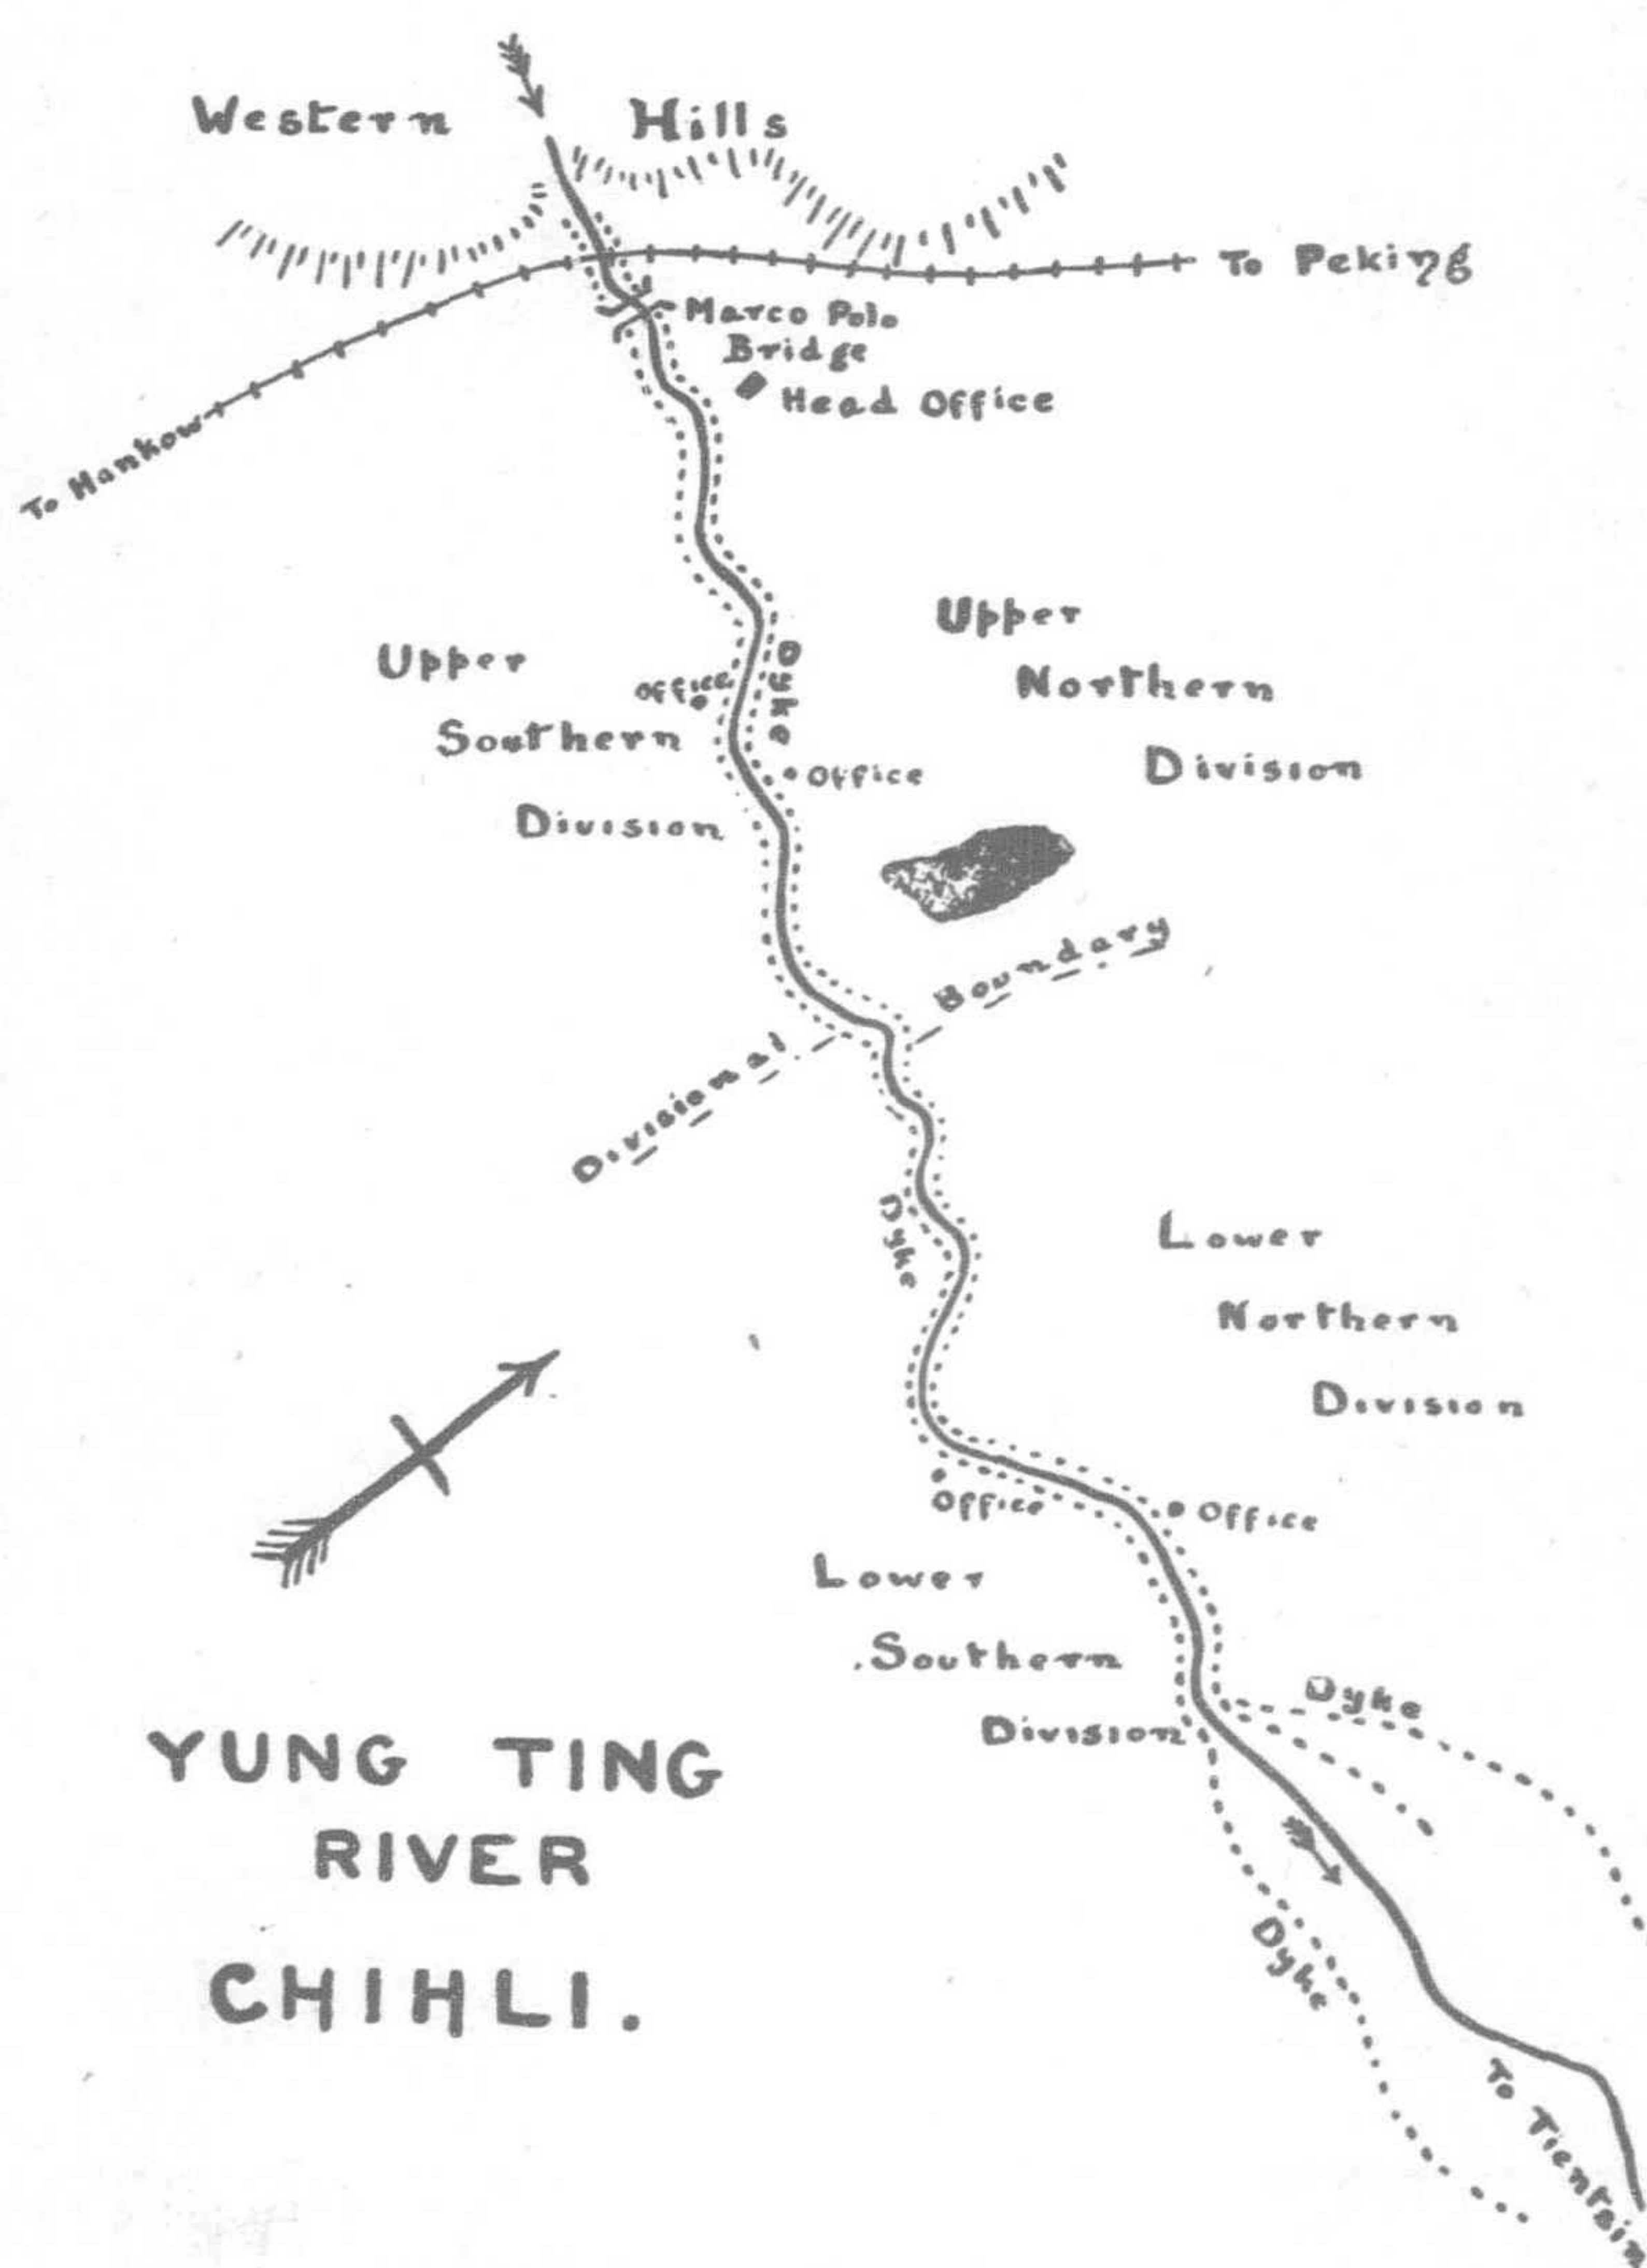 Western Hills
To Peking
Marco Polo
Bridge
Head Office
To Hankow
Upper
Northern
Division
Upper
Southern
Division
Office
Dyke
Office
Divisional Boundary
Dyke
Lower
Northern
Division
Office
Office
Lower
Southern
Division
Dyke
Dyke
To Tientsin
YUNG TING
RIVER
CHIHLI.